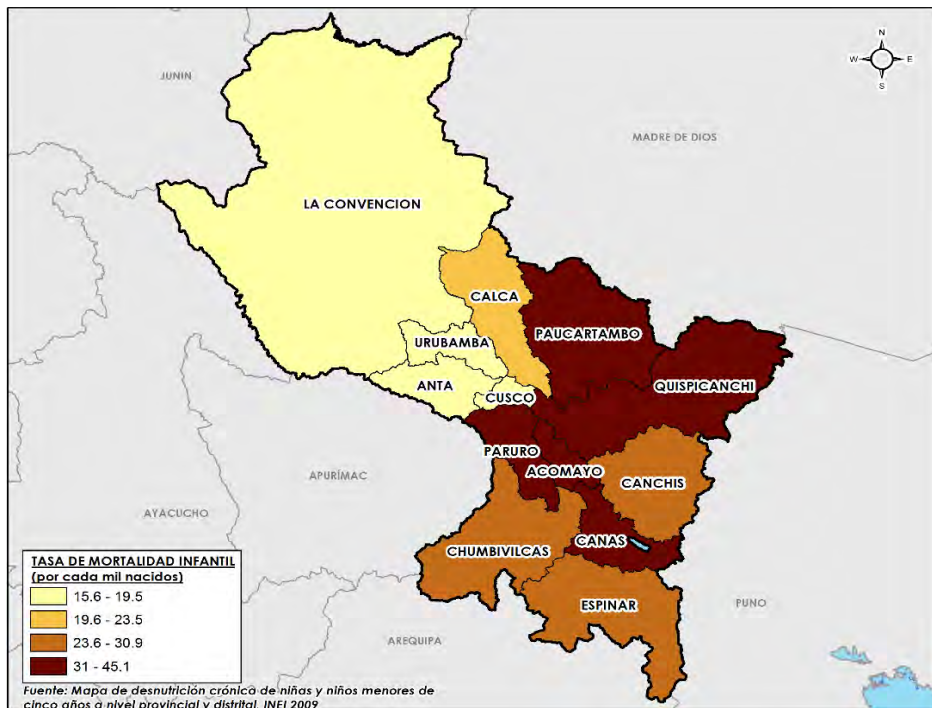 N
W E
S
JUNIN
MADRE DE DIOS
LA CONVENCION
CALCA
PAUCARTAMBO
URUBAMBA
QUISPICANCHI
ANTA
CUSCO
PARURO
ACOMAYO
APURÍMAC
CANCHIS
AYACUCHO
CANAS
CHUMBIVILCAS
ESPINAR
PUNO
AREQUIPA
TASA DE MORTALIDAD INFANTIL
(por cada mil nacidos)
15.6 - 19.5
19.6 - 23.5
23.6 - 30.9
31 - 45.1
Fuente: Mapa de desnutrición crónica de niñas y niños menores de
cinco años a nivel provincial y distrital, INEI 2009